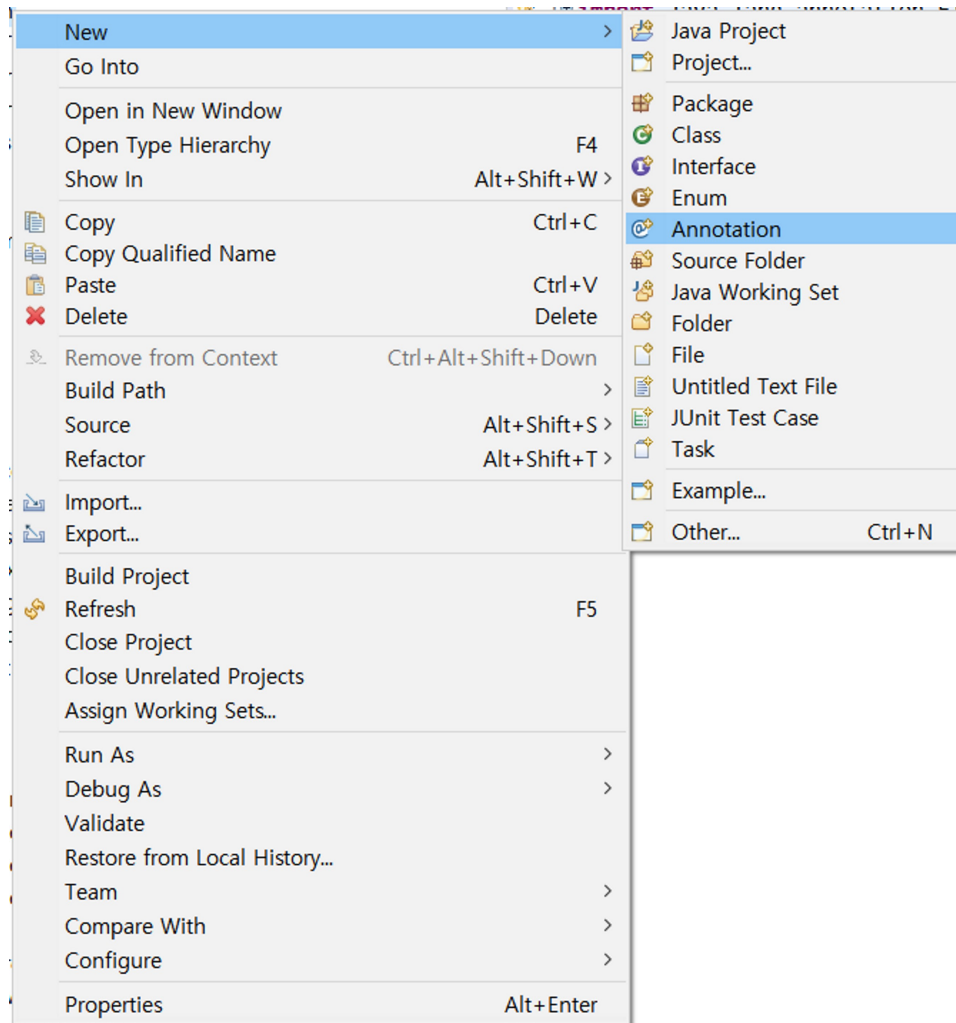 New
Go Into
Open in New Window
Open Type Hierarchy F4
Show In Alt+Shift+W
Copy Ctrl+C
Copy Qualified Name
Paste Ctrl+V
Delete Delete
Remove from Context Ctrl+Alt+Shift+Down
Build Path
Source Alt+Shift+S
Refactor Alt+Shift+T
Import...
Export...
Build Project
Refresh F5
Close Project
Close Unrelated Projects
Assign Working Sets...
Run As
Debug As
Validate
Restore from Local History...
Team
Compare With
Configure
Properties Alt+Enter
Java Project
Project...
Package
Class
Interface
Enum
Annotation
Source Folder
Java Working Set
Folder
File
Untitled Text File
JUnit Test Case
Task
Example...
Other... Ctrl+N